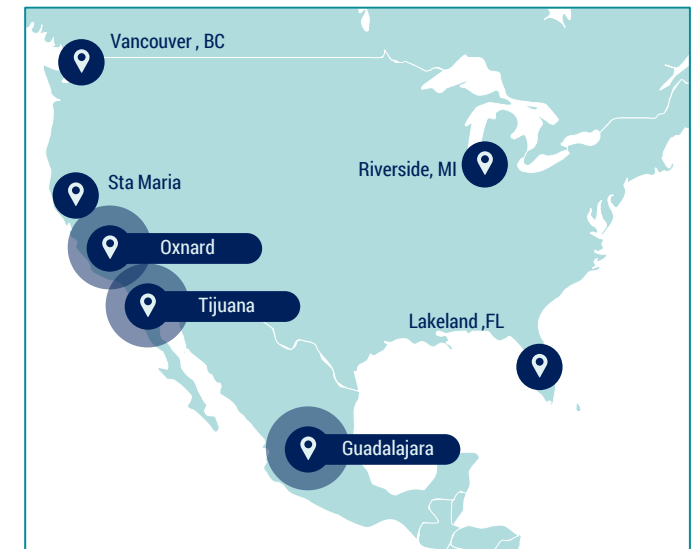 Vancouver , BC
Riverside, MI
Sta Maria
Oxnard
Tijuana
Lakeland ,FL
Guadalajara